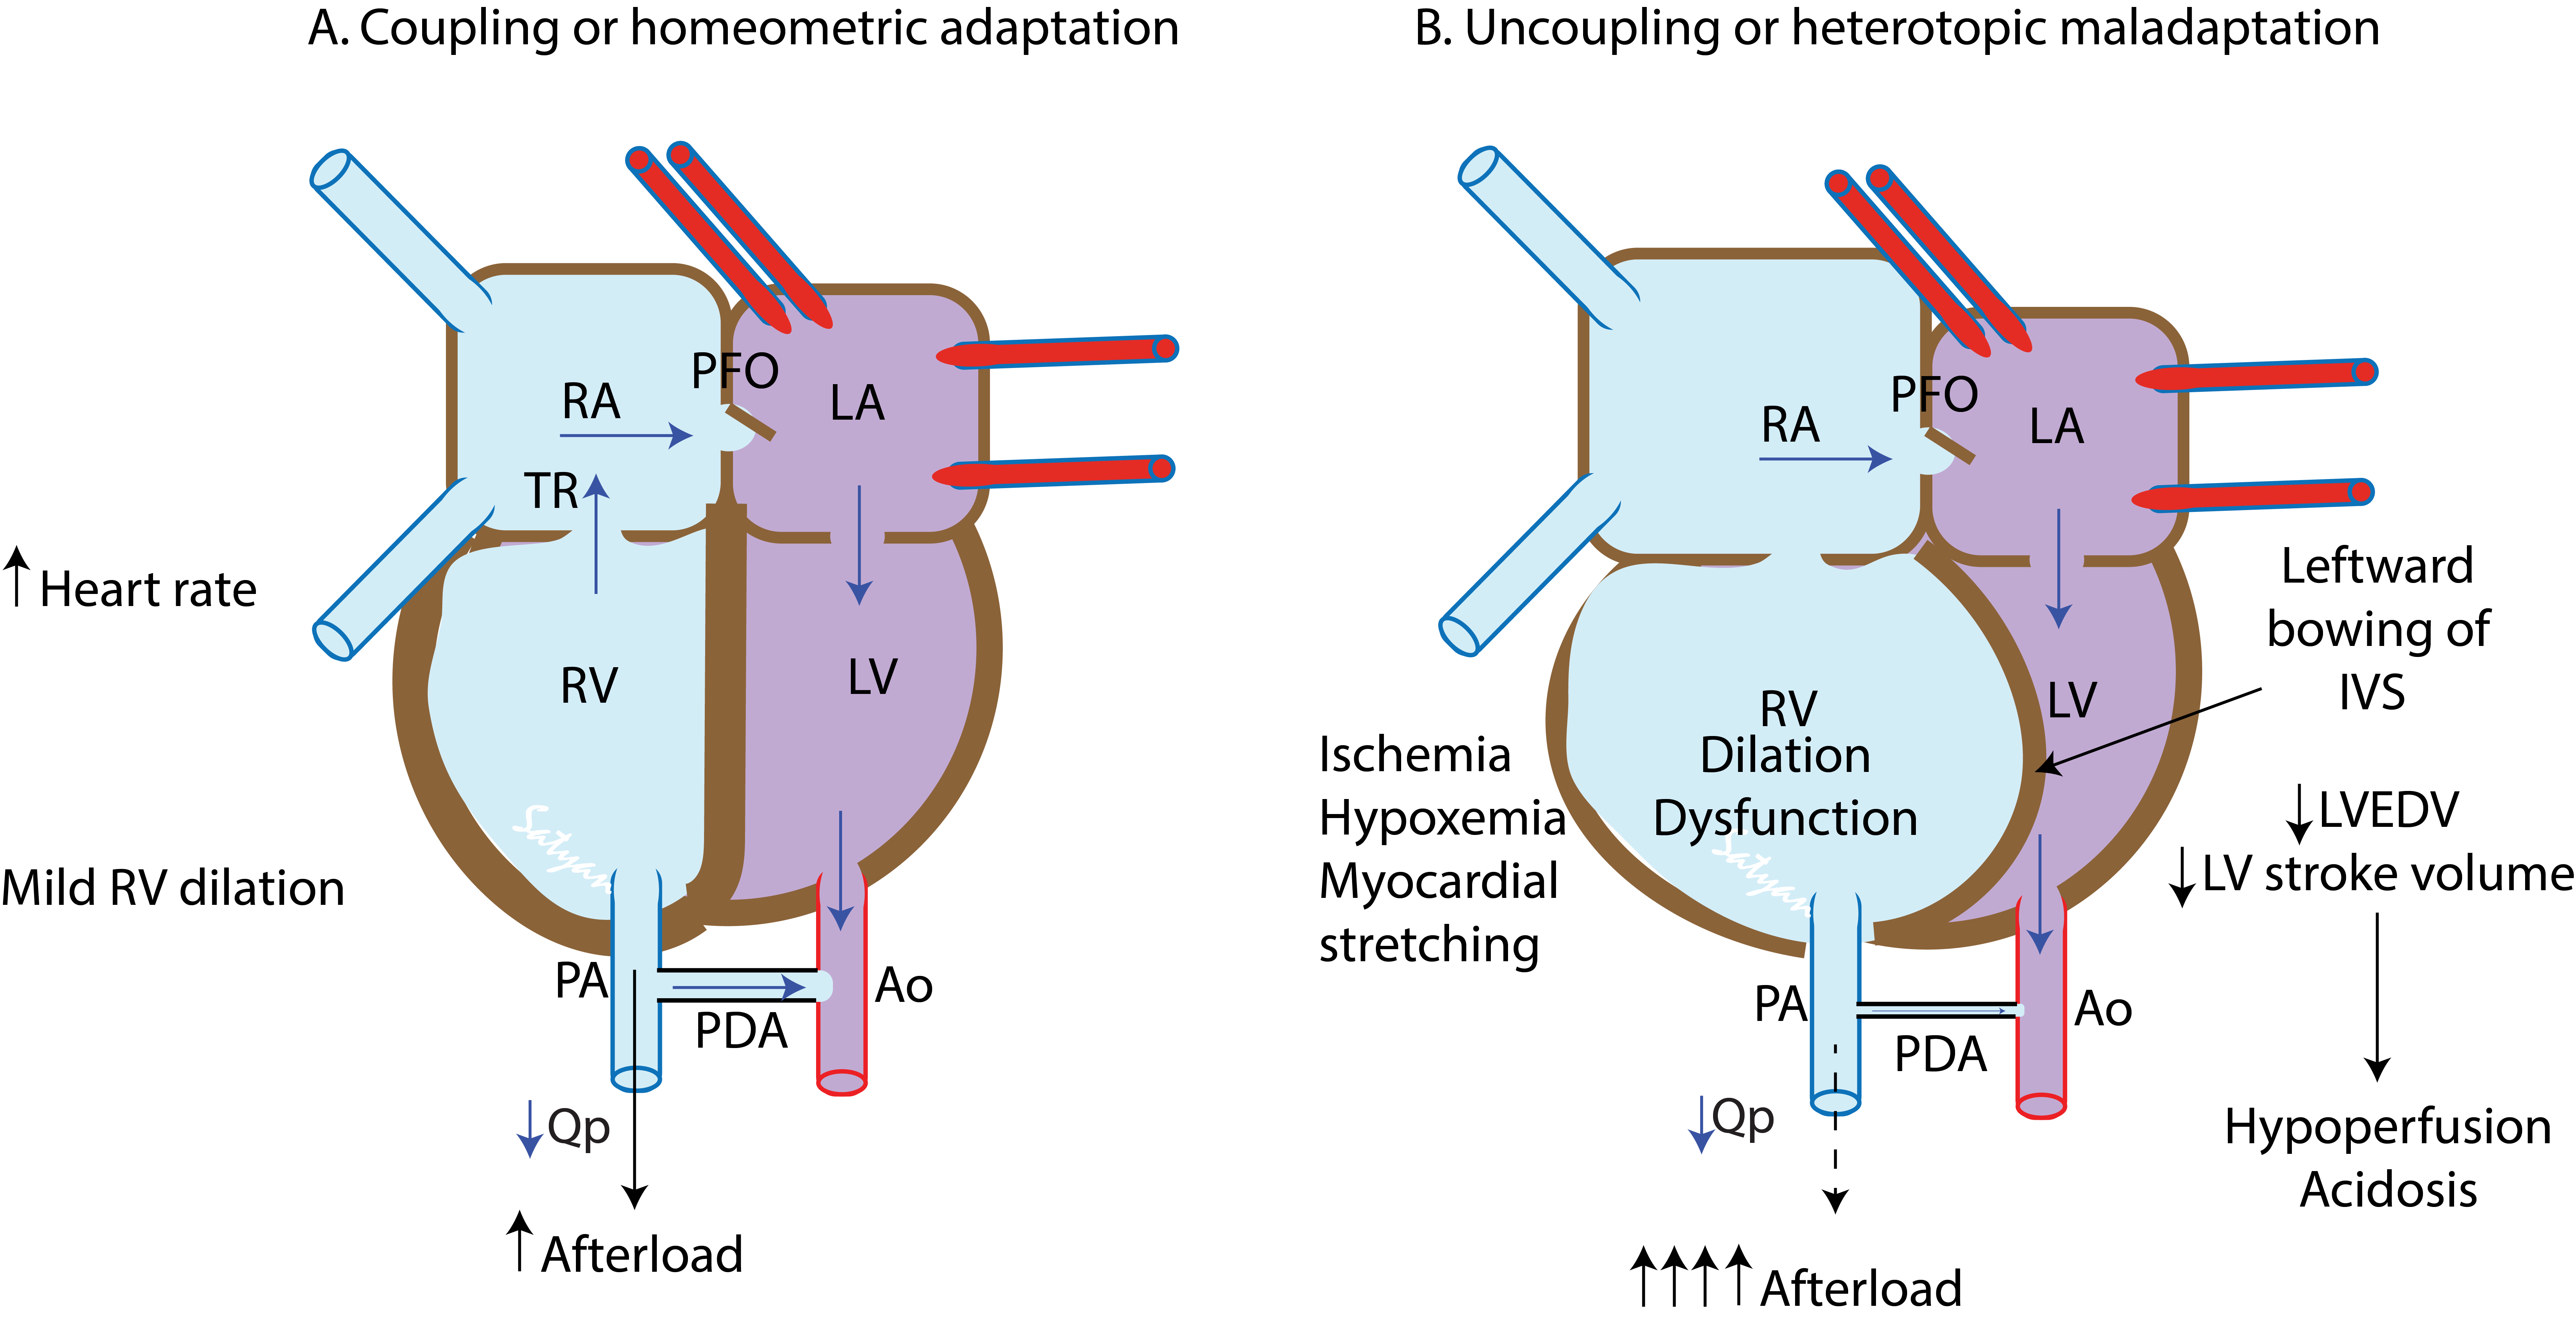 A. Coupling or homeometric adaptation
PFO
RA
LA
TR
Heart rate
RV
LV
Satyan
Mild RV dilation
PA
Ao
PDA
Qp
Afterload
B. Uncoupling or heterotopic maladaptation
PFO
RA
LA
Leftward
bowing of
IVS
RV
LV
Dilation
Dysfunction
Satyan
Ischemia
Hypoxemia
Myocardial
stretching
LVEDV
LV stroke volume
PA
Ao
PDA
Qp
Hypoperfusion
Acidosis
Afterload